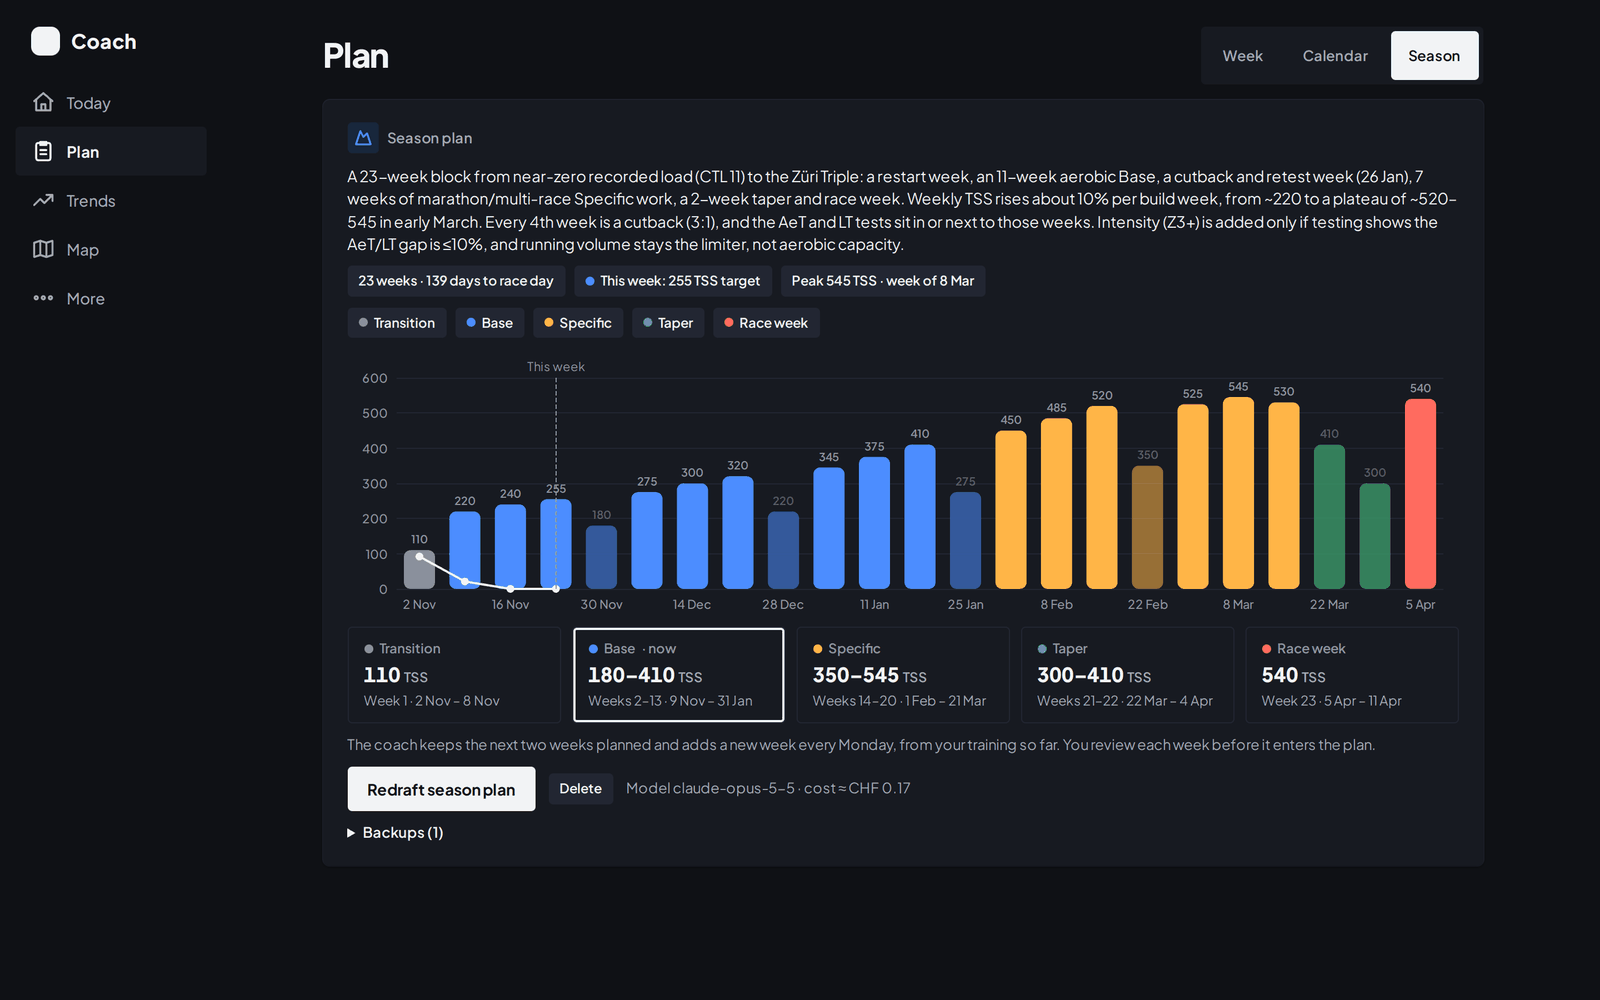 Coach
Today
Plan
Trends
Map
More
Plan
Week
Calendar
Season
Season plan
A 23–week block from near-zero recorded load (CTL 11) to the Züri Triple: a restart week, an 11–week aerobic Base, a cutback and retest week (26 Jan), 7
weeks of marathon/multi-race Specific work, a 2–week taper and race week. Weekly TSS rises about 10% per build week, from ~220 to a plateau of ~520–
545 in early March. Every 4th week is a cutback (3:1), and the AeT and LT tests sit in or next to those weeks. Intensity (Z3+) is added only if testing shows the
AeT/LT gap is ≤10%, and running volume stays the limiter, not aerobic capacity.
23 weeks · 139 days to race day
This week: 255 TSS target
Peak 545 TSS · week of 8 Mar
Transition
Base
Specific
Taper
Race week
This week
600
500
400
300
200
100
0
110
220
240
255
180
275
300
320
220
345
375
410
275
450
485
520
350
525
545
530
410
300
540
2 Nov
16 Nov
30 Nov
14 Dec
28 Dec
11 Jan
25 Jan
8 Feb
22 Feb
8 Mar
22 Mar
5 Apr
Transition
110 TSS
Week 1 · 2 Nov – 8 Nov
Base · now
180–410 TSS
Weeks 2–13 · 9 Nov – 31 Jan
Specific
350–545 TSS
Weeks 14–20 · 1 Feb – 21 Mar
Taper
300–410 TSS
Weeks 21–22 · 22 Mar – 4 Apr
Race week
540 TSS
Week 23 · 5 Apr – 11 Apr
The coach keeps the next two weeks planned and adds a new week every Monday, from your training so far. You review each week before it enters the plan.
Redraft season plan
Delete
Model claude-opus-5-5 · cost ≈ CHF 0.17
Backups (1)